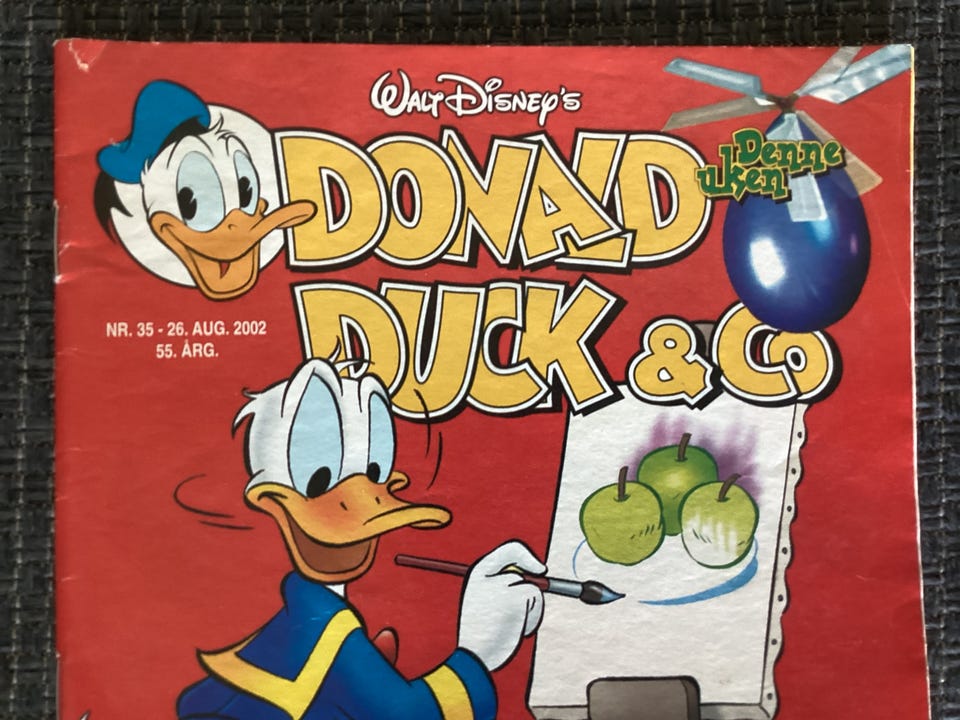 WALT DISNEY'S
DONALD
DUCK & Co
Denne
uken
NR. 35 - 26. AUG. 2002
55. ÅRG.